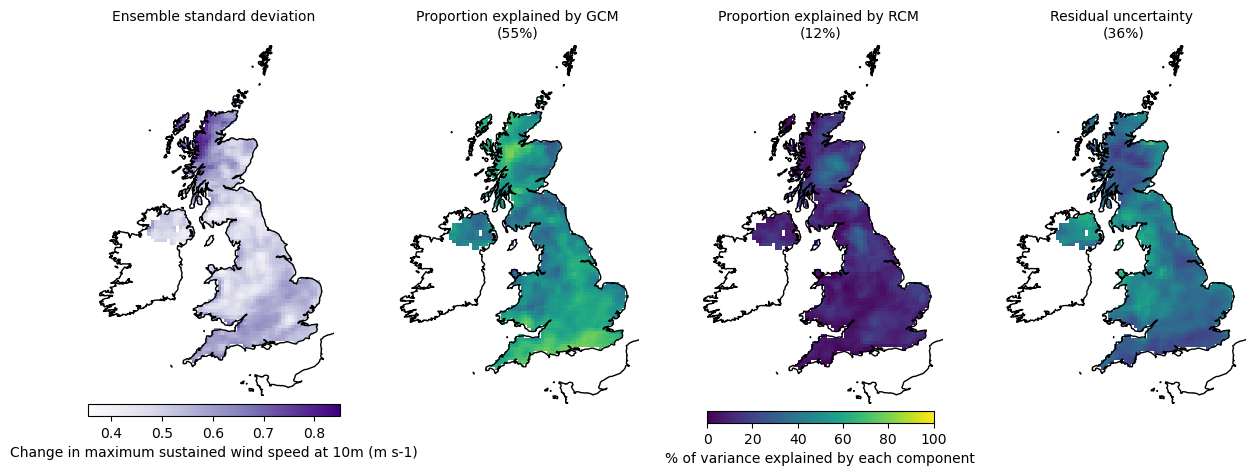 Ensemble standard deviation
Proportion explained by GCM
(55%)
Proportion explained by RCM
(12%)
Residual uncertainty
(36%)
0.4 0.5 0.6 0.7 0.8
Change in maximum sustained wind speed at 10m (m s-1)
0 20 40 60 80 100
% of variance explained by each component